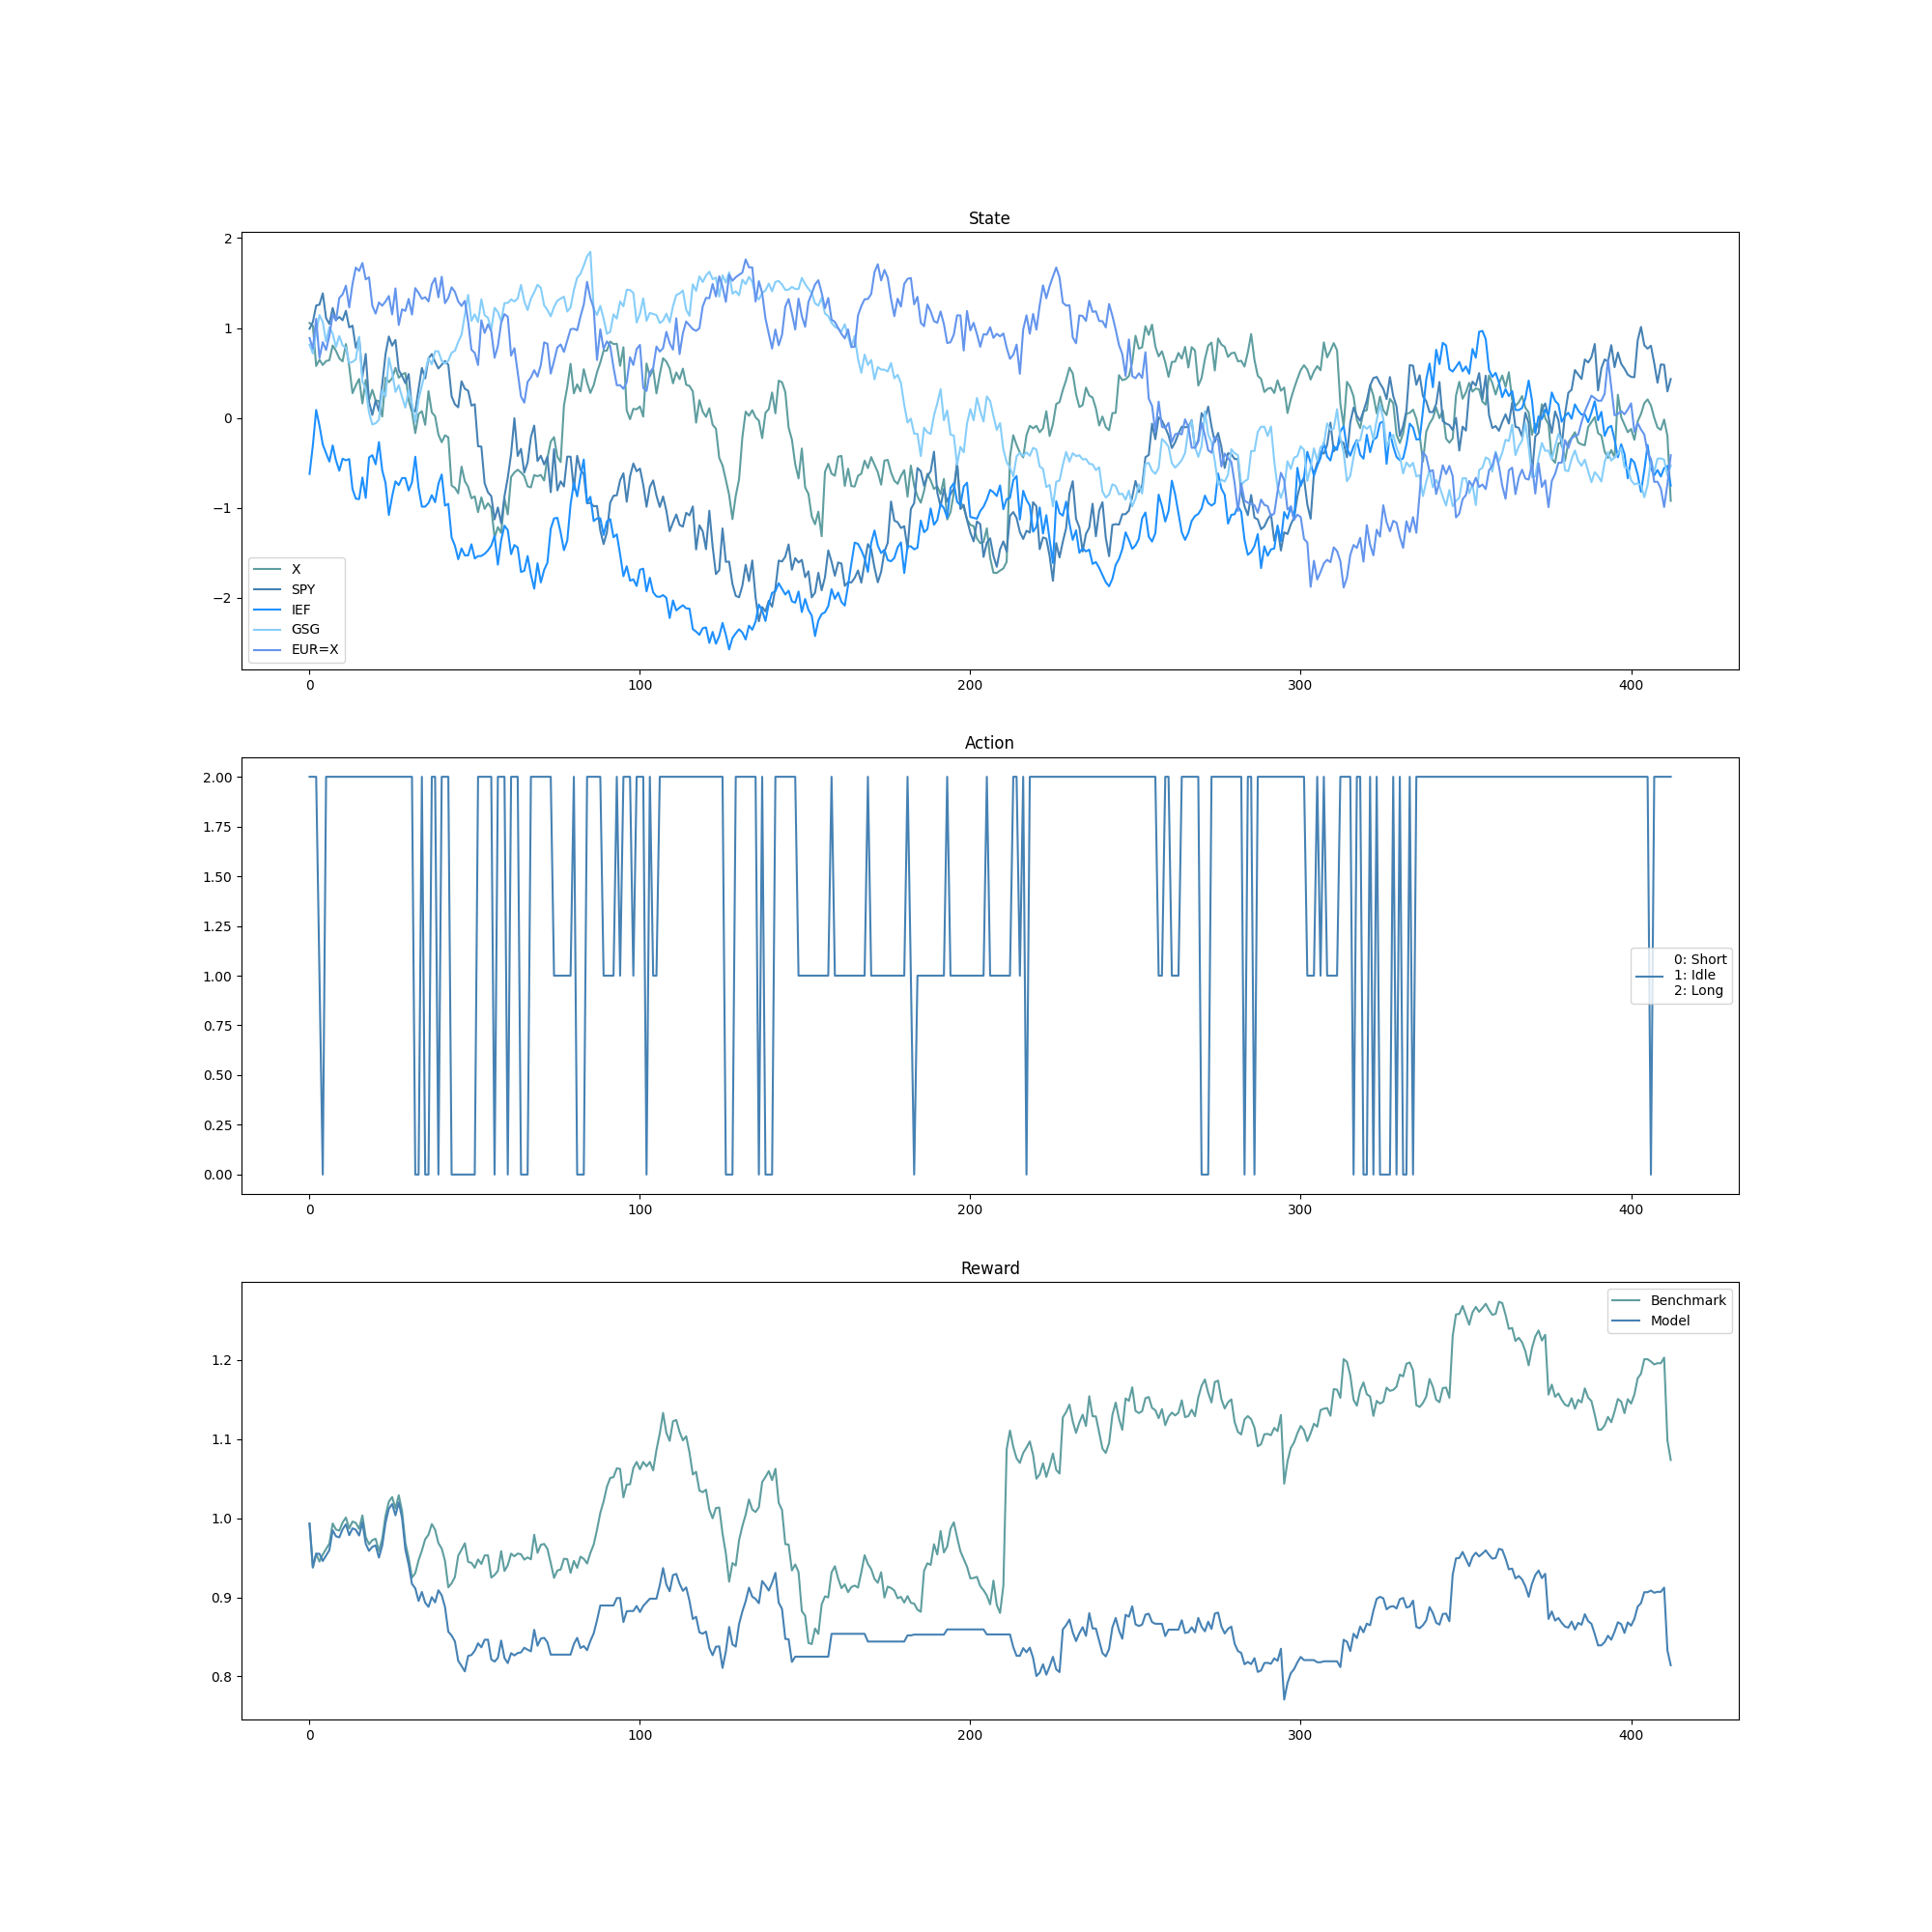 State
2
1
0
−1
−2
X
SPY
IEF
GSG
EUR=X
0 100 200 300 400
Action
2.00
1.75
1.50
1.25
1.00
0.75
0.50
0.25
0.00
0: Short
1: Idle
2: Long
0 100 200 300 400
Reward
Benchmark
Model
1.2
1.1
1.0
0.9
0.8
0 100 200 300 400